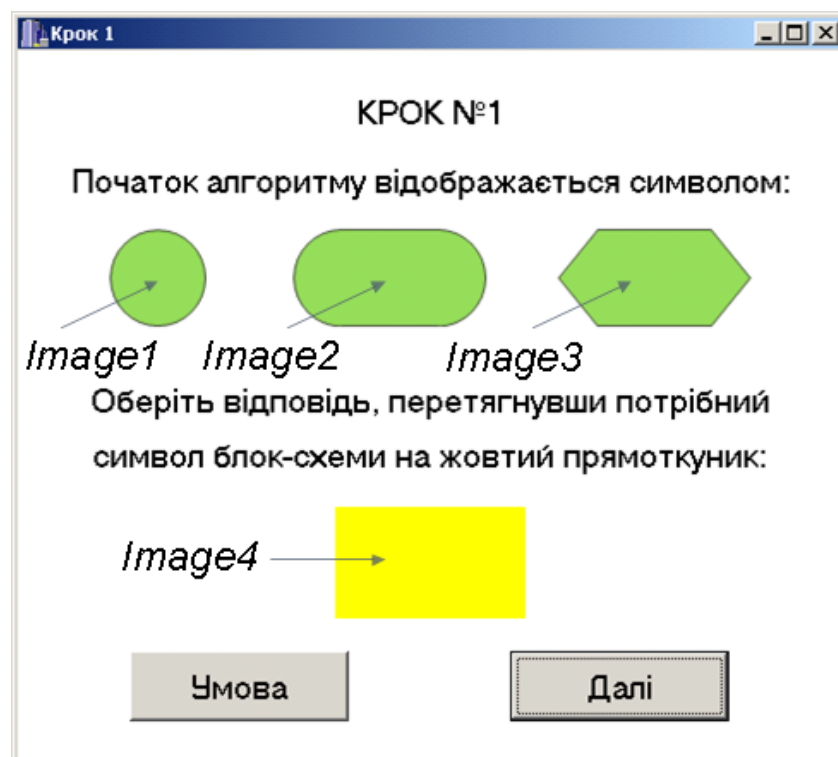 Крок 1
КРОК №1
Початок алгоритму відображається символом:
Image1 Image2 Image3
Оберіть відповідь, перетягнувши потрібний
символ блок-схеми на жовтий прямоткуник:
Image4
Умова Далі